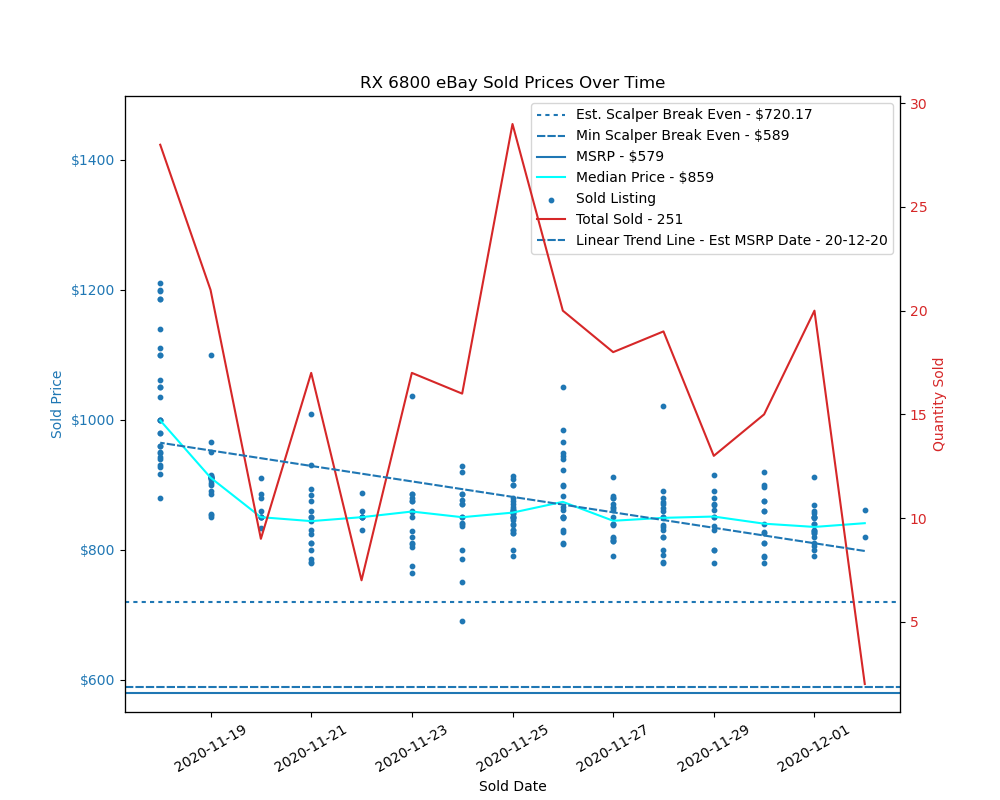 RX 6800 eBay Sold Prices Over Time
Est. Scalper Break Even - $720.17
Min Scalper Break Even - $589
MSRP - $579
Median Price - $859
Sold Listing
Total Sold - 251
Linear Trend Line - Est MSRP Date - 20-12-20
$1400
$1200
$1000
$800
$600
Sold Price
30
25
20
15
10
5
Quantity Sold
2020-11-19
2020-11-21
2020-11-23
2020-11-25
2020-11-27
2020-11-29
2020-12-01
Sold Date